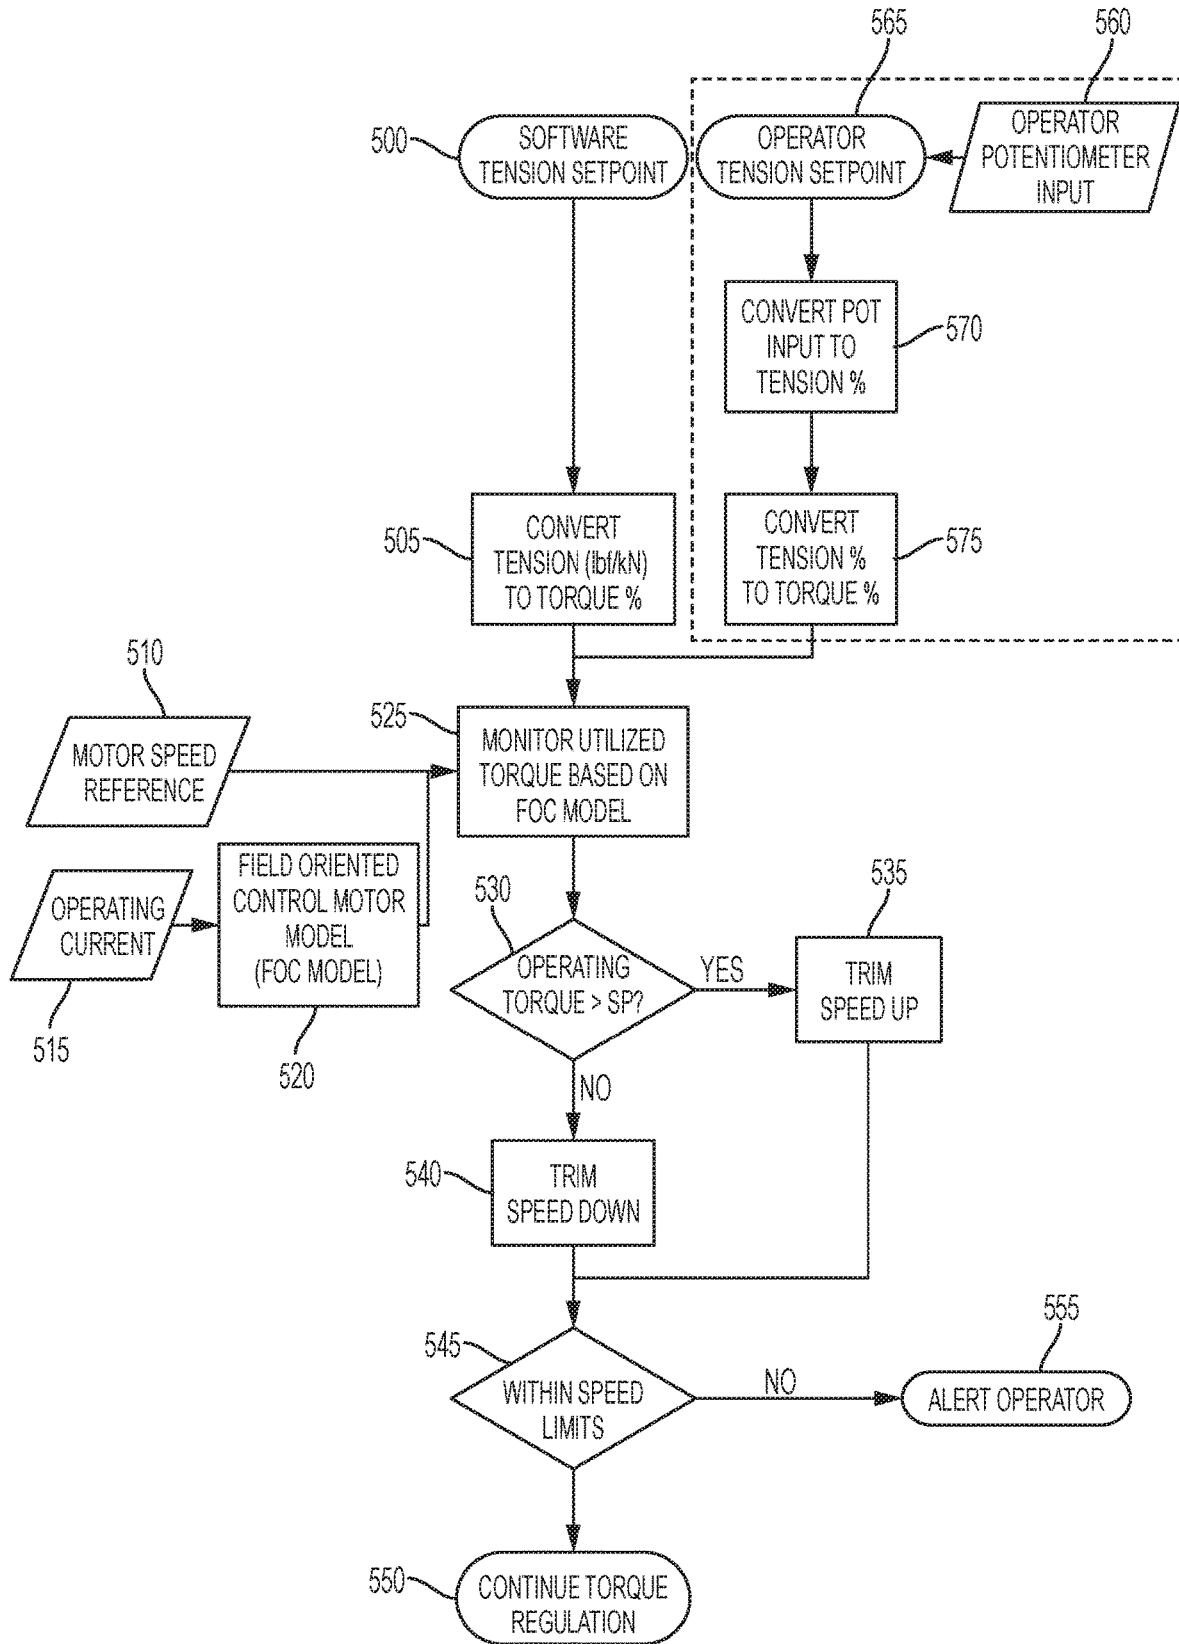 565
560
500
SOFTWARE
TENSION SETPOINT
OPERATOR
TENSION SETPOINT
OPERATOR
POTENTIOMETER
INPUT
CONVERT POT
INPUT TO
TENSION %
570
505
CONVERT
TENSION (lbf/kN)
TO TORQUE %
CONVERT
TENSION %
TO TORQUE %
575
510
MOTOR SPEED
REFERENCE
525
MONITOR UTILIZED
TORQUE BASED ON
FOC MODEL
OPERATING
CURRENT
515
FIELD ORIENTED
CONTROL MOTOR
MODEL
(FOC MODEL)
520
530
OPERATING
TORQUE > SP?
YES
535
TRIM
SPEED UP
NO
540
TRIM
SPEED DOWN
545
WITHIN SPEED
LIMITS
NO
555
ALERT OPERATOR
550
CONTINUE TORQUE
REGULATION